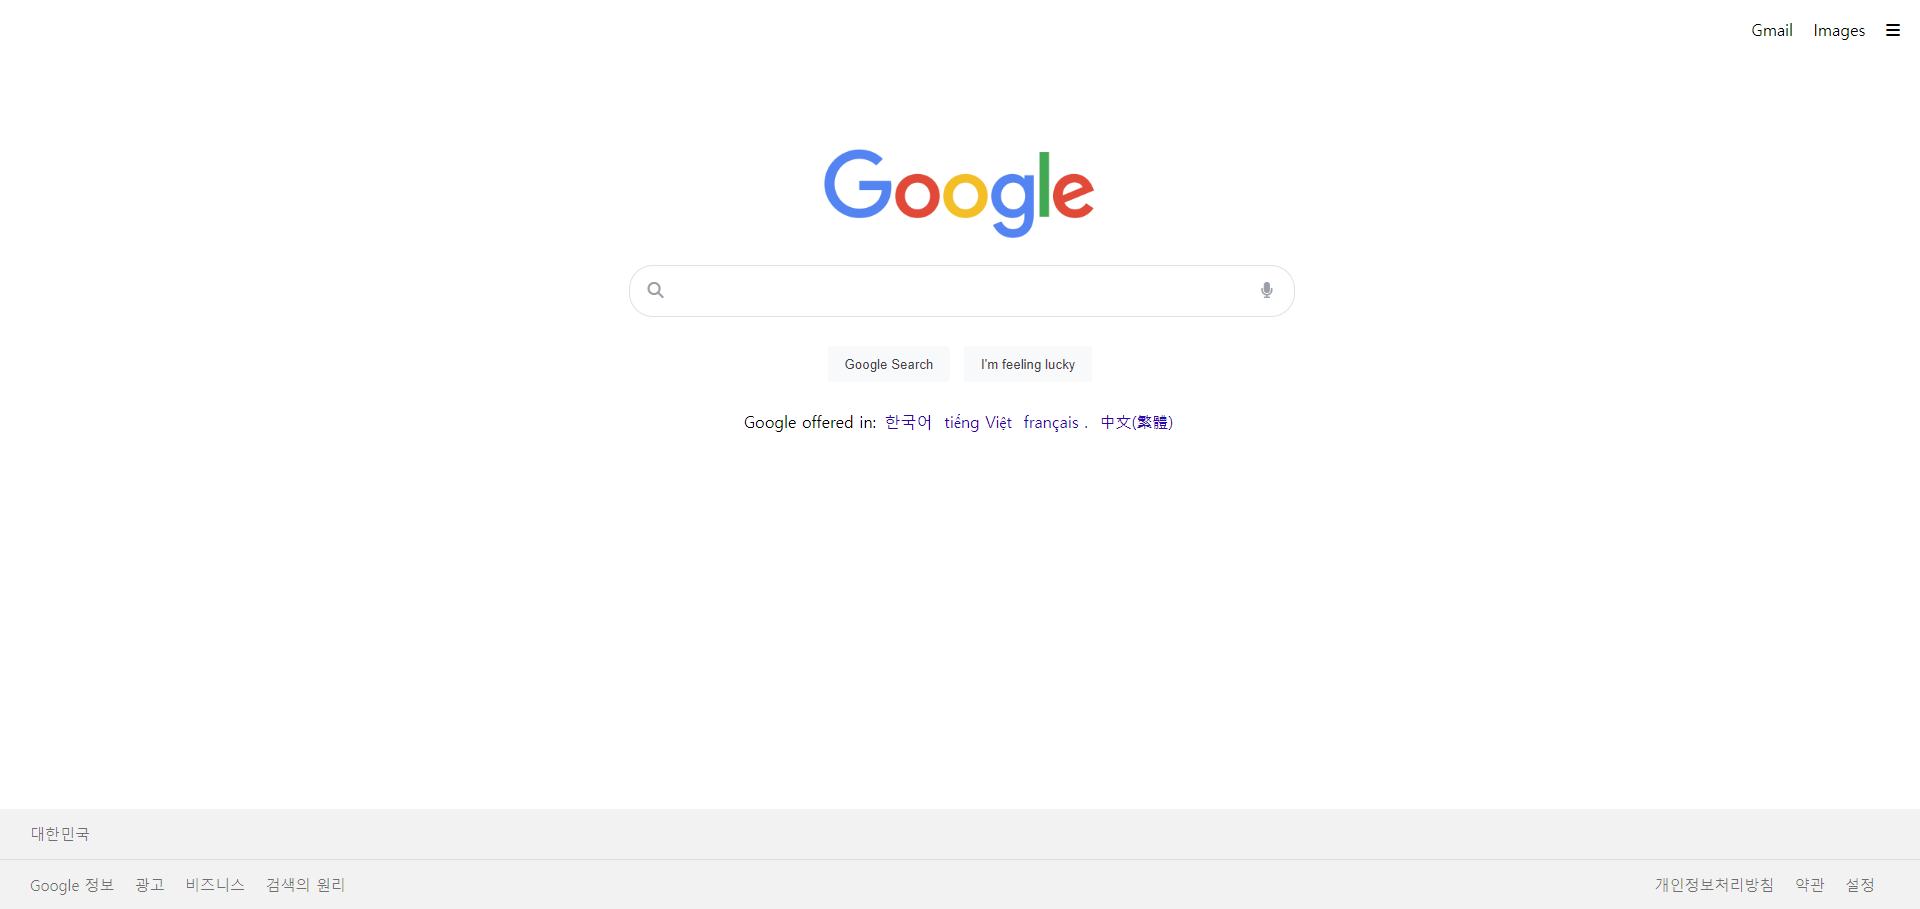 Gmail Images
Google
Google Search I'm feeling lucky
Google offered in: 한국어 tiếng Việt français . 中文(繁體)
대한민국
Google 정보 광고 비즈니스 검색의 원리 개인정보처리방침 약관 설정